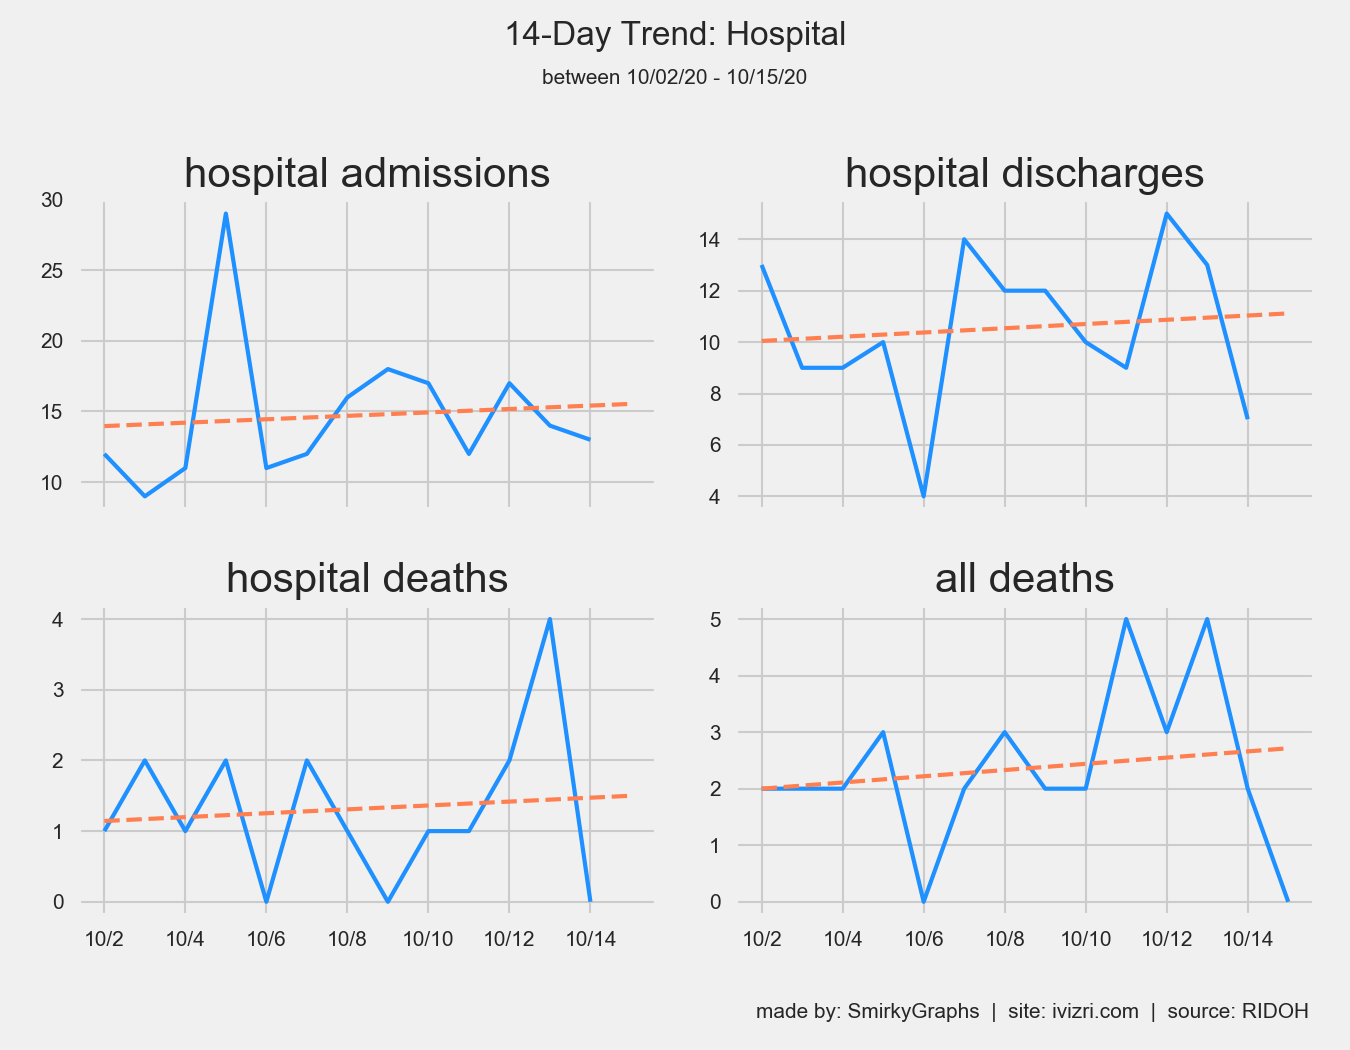 14-Day Trend: Hospital
between 10/02/20 - 10/15/20
hospital admissions
30
25
20
15
10
hospital discharges
14
12
10
8
6
4
hospital deaths
4
3
2
1
0
10/2 10/4 10/6 10/8 10/10 10/12 10/14
all deaths
5
4
3
2
1
0
10/2 10/4 10/6 10/8 10/10 10/12 10/14
made by: SmirkyGraphs | site: ivizri.com | source: RIDOH